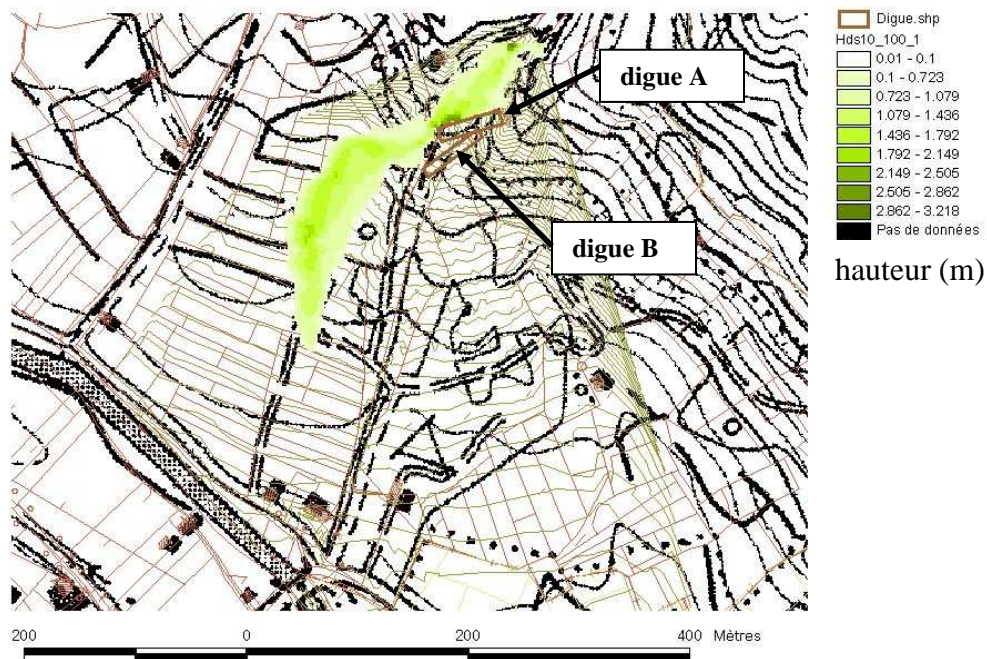 digue A
digue B
Digue.shp
Hds10_100_1
0.01 - 0.1
0.1 - 0.723
0.723 - 1.079
1.079 - 1.436
1.436 - 1.792
1.792 - 2.149
2.149 - 2.505
2.505 - 2.862
2.862 - 3.218
Pas de données
hauteur (m)
200 0 200 400 Mètres